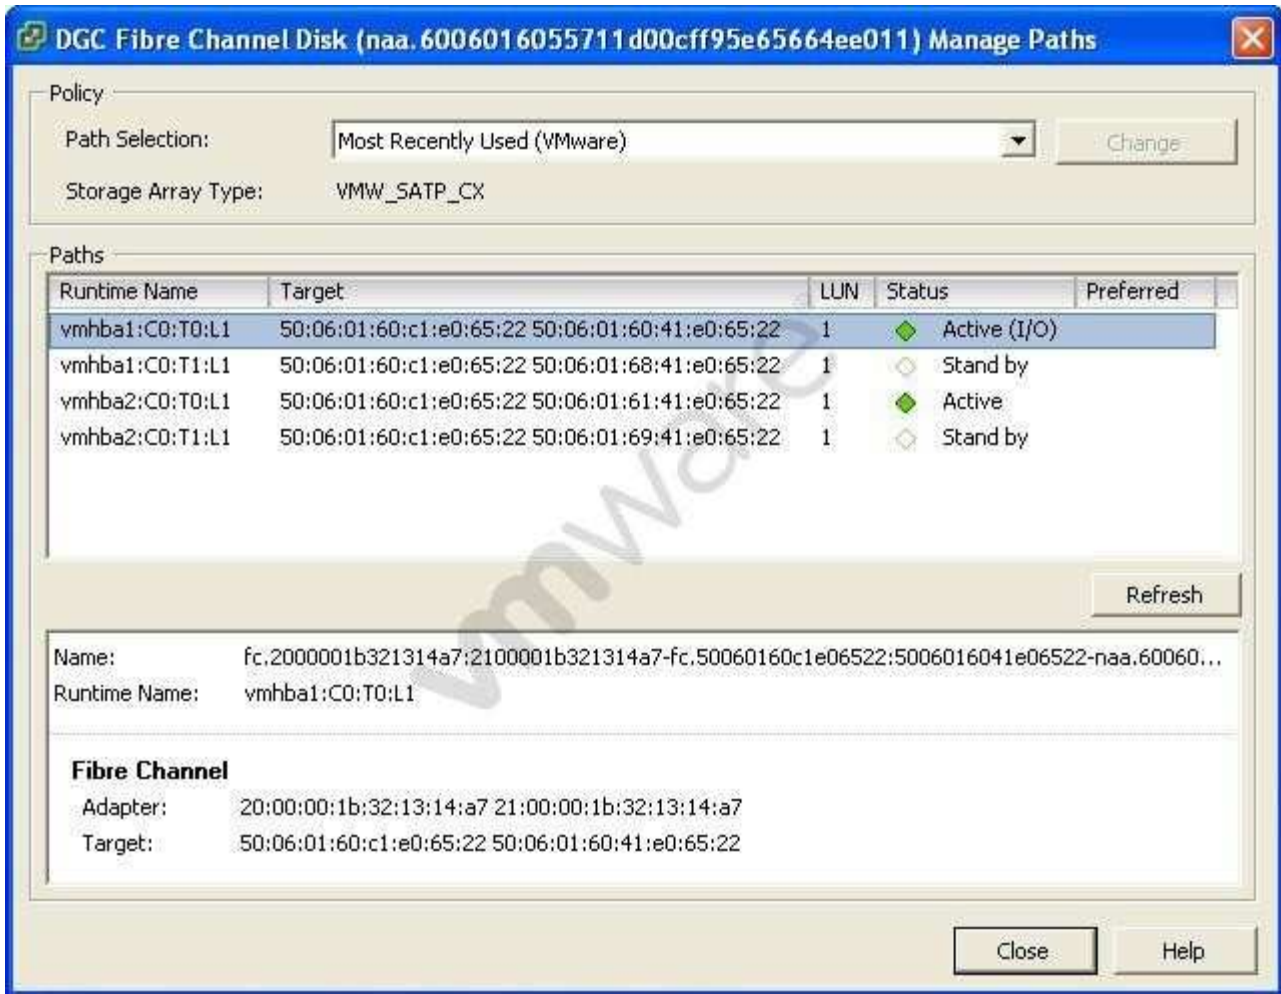 DGC Fibre Channel Disk (naa.6006016055711d00cff95e65664ee011) Manage Paths
Policy
Path Selection: Most Recently Used (VMware) Change
Storage Array Type: VMW_SATP_CX
Paths
Runtime Name Target LUN Status Preferred
vmhba1:C0:T0:L1 50:06:01:60:c1:e0:65:22 50:06:01:60:41:e0:65:22 1 Active (I/O)
vmhba1:C0:T1:L1 50:06:01:60:c1:e0:65:22 50:06:01:68:41:e0:65:22 1 Stand by
vmhba2:C0:T0:L1 50:06:01:60:c1:e0:65:22 50:06:01:61:41:e0:65:22 1 Active
vmhba2:C0:T1:L1 50:06:01:60:c1:e0:65:22 50:06:01:69:41:e0:65:22 1 Stand by
vmware
Refresh
Name: fc.2000001b321314a7:2100001b321314a7-fc.50060160c1e06522:5006016041e06522-naa.60060...
Runtime Name: vmhba1:C0:T0:L1
Fibre Channel
Adapter: 20:00:00:1b:32:13:14:a7 21:00:00:1b:32:13:14:a7
Target: 50:06:01:60:c1:e0:65:22 50:06:01:60:41:e0:65:22
Close Help